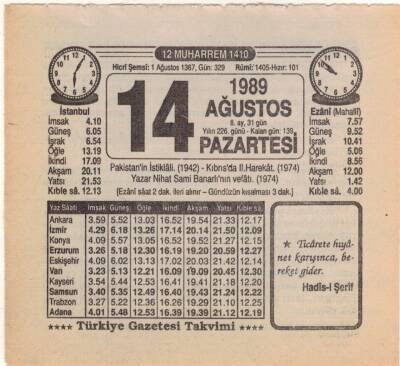 12 MUHARREM 1410
Hicrî Şemsî: 1 Ağustos 1367, Gün: 329 Rûmî: 1405-Hızır: 101
İstanbul
İmsak 4.10
Güneş 6.05
İşrak 6.54
Öğle 13.19
İkindi 17.09
Akşam 20.11
Yatsı 21.53
Kıble sâ. 12.13
14
1989
AĞUSTOS
8. ay, 31 gün
Yılın 226. günü - Kalan gün: 139
PAZARTESİ
Ezânî (Mahallî)
İmsak 7.57
Güneş 9.52
İşrak 10.41
Öğle 5.06
İkindi 8.56
Akşam 12.00
Yatsı 1.42
Kıble sâ. 4.00
Pakistan'ın İstiklâli. (1942) - Kıbrıs'da II.Harekât. (1974)
Yazar Nihat Sami Banarlı'nın vefâtı. (1974)
[Ezânî sâat 2 dak. ileri alınır – Gündüzün kısalması 3 dak.]
Yaz Sâati İmsak Güneş Öğle İkindi Akşam Yatsı Kıble sâ.
Ankara 3.59 5.52 13.03 16.52 19.54 21.33 12.17
İzmir 4.29 6.18 13.26 17.14 20.14 21.50 12.09
Konya 4.09 5.57 13.05 16.52 19.52 21.27 12.15
Erzurum 3.26 5.18 12.30 16.19 19.20 20.59 12.27
Eskişehir 4.09 6.02 13.13 17.02 20.03 21.42 12.14
Van 3.23 5.13 12.21 16.09 19.09 20.45 12.30
Kayseri 3.54 5.44 12.53 16.41 19.41 21.18 12.20
Samsun 3.40 5.35 12.49 16.40 19.43 21.24 12.22
Trabzon 3.27 5.22 12.36 16.26 19.29 21.10 12.25
Adana 4.01 5.48 12.53 16.39 19.39 21.12 12.19
★ Ticârete hıyânet karışınca, bereket gider.
Hadîs-i Şerîf
★★★★ Türkiye Gazetesi Takvimi ★★★★